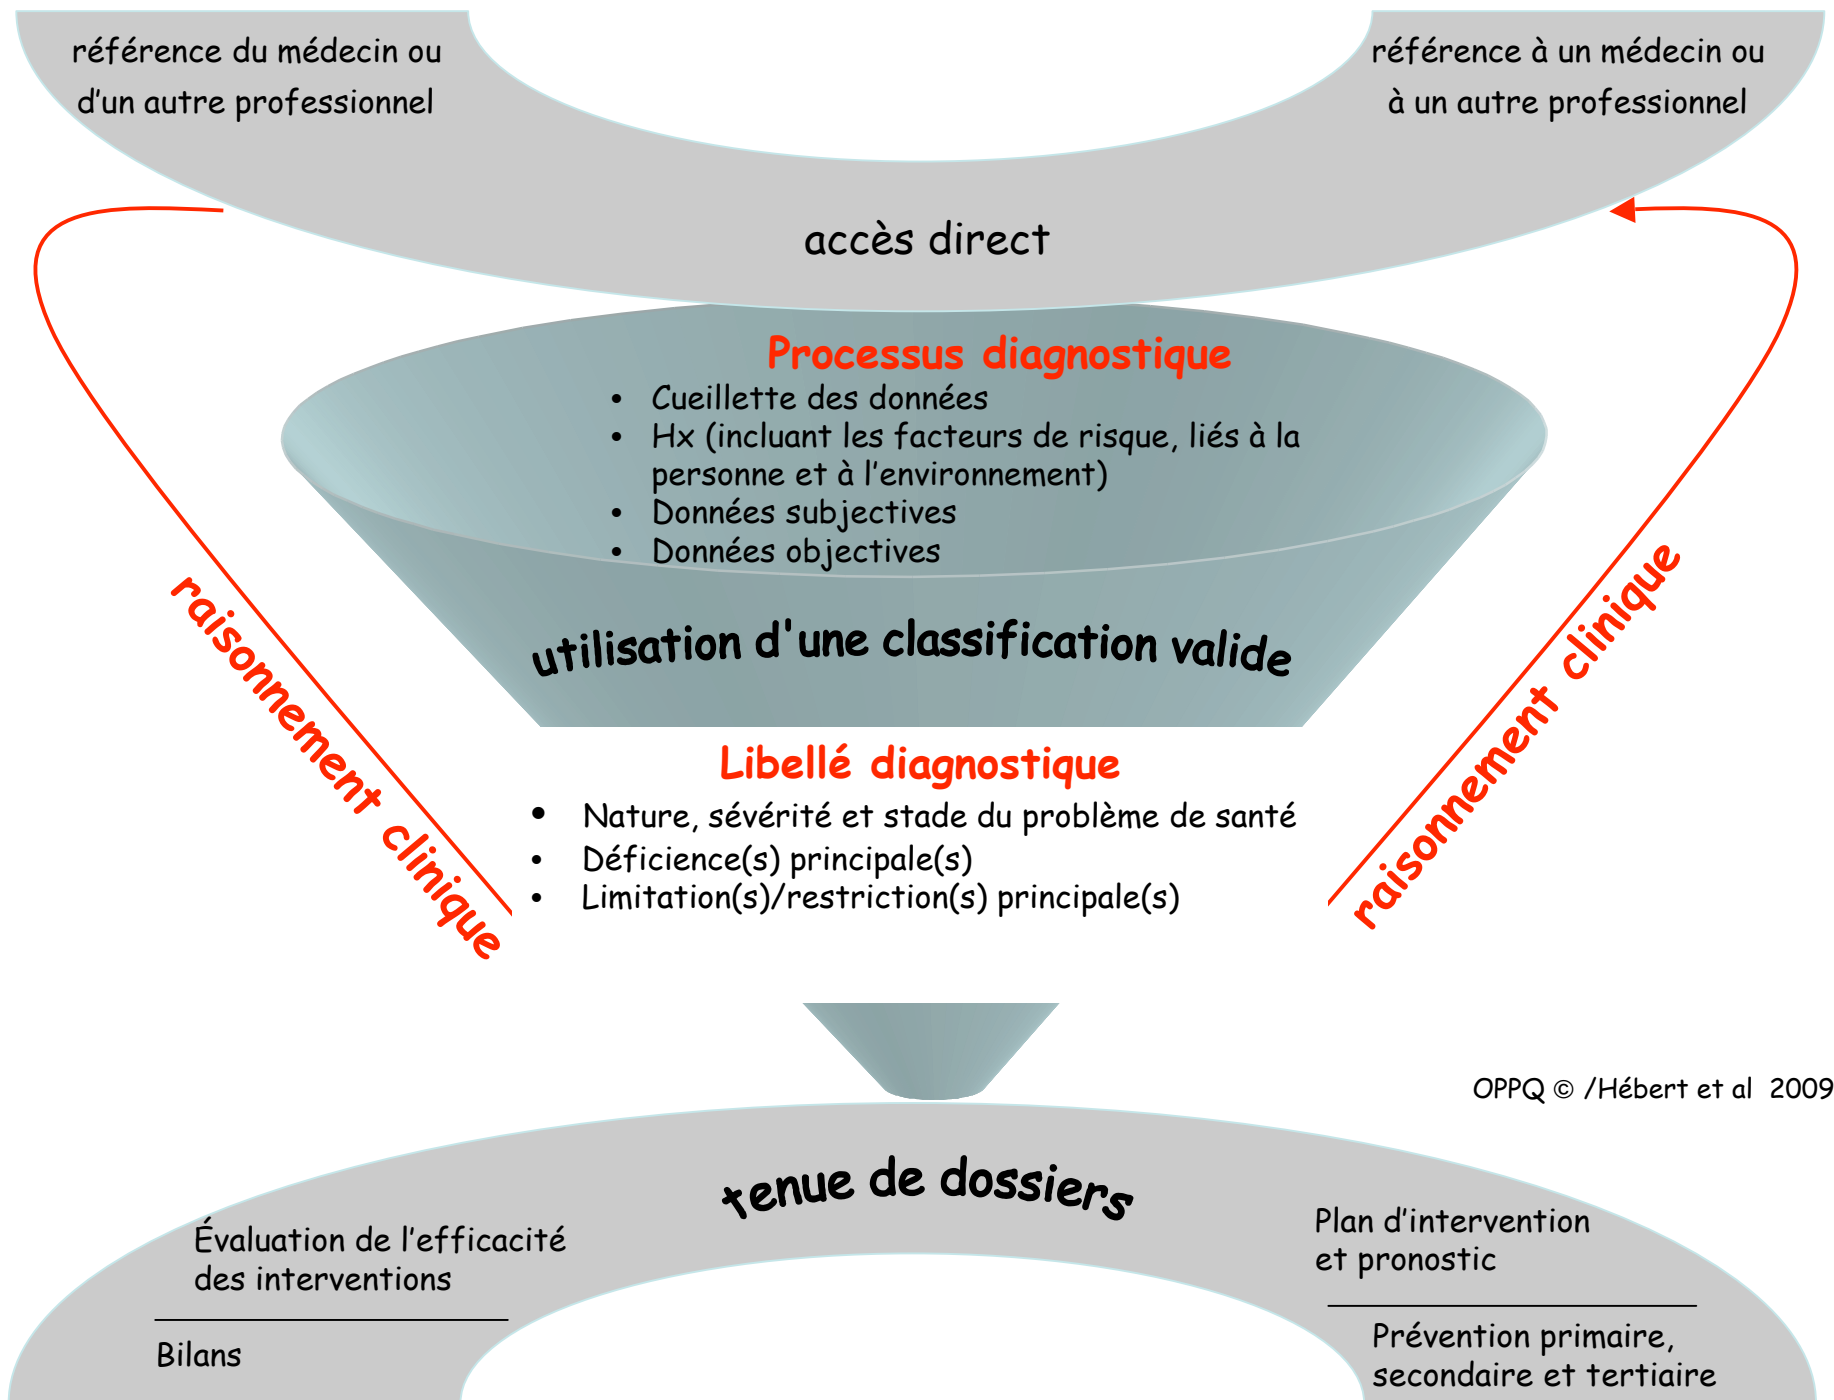 référence du médecin ou
d'un autre professionnel
référence à un médecin ou
à un autre professionnel
accès direct
Processus diagnostique
• Cueillette des données
• Hx (incluant les facteurs de risque, liés à la
personne et à l'environnement)
• Données subjectives
• Données objectives
utilisation d'une classification valide
raisonnement clinique
raisonnement clinique
Libellé diagnostique
• Nature, sévérité et stade du problème de santé
• Déficience(s) principale(s)
• Limitation(s)/restriction(s) principale(s)
OPPQ © /Hébert et al 2009
tenue de dossiers
Évaluation de l'efficacité
des interventions
Bilans
Plan d'intervention
et pronostic
Prévention primaire,
secondaire et tertiaire